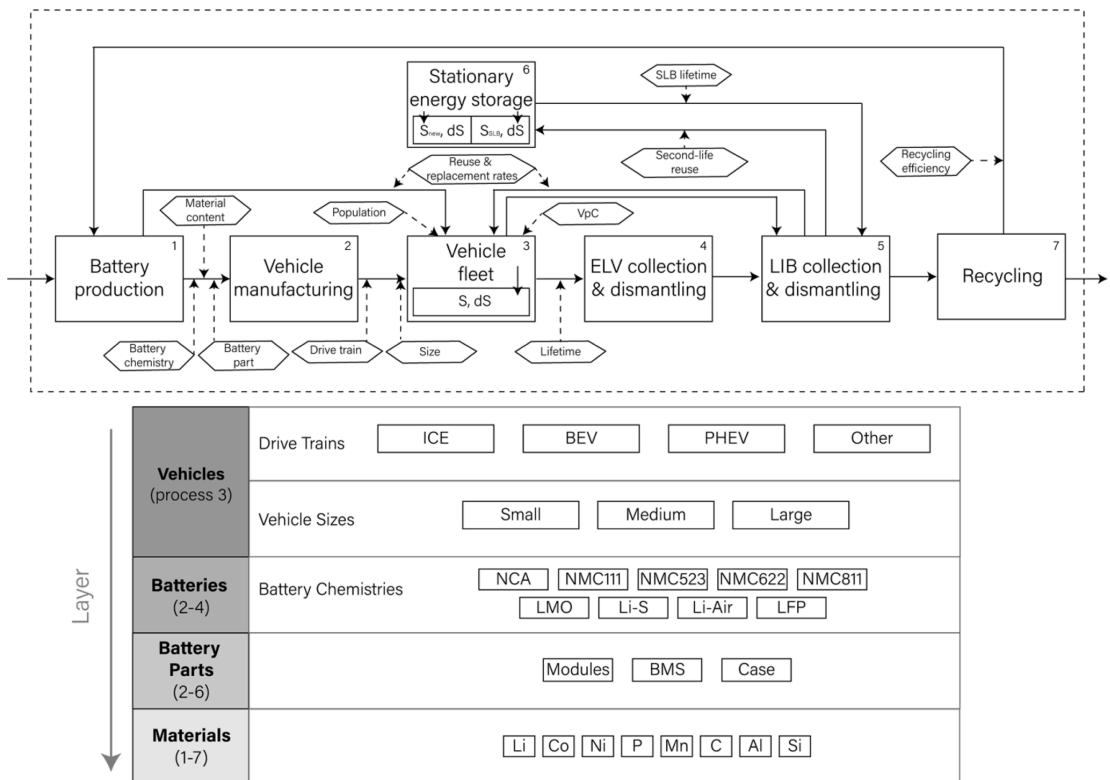 6
Stationary
energy storage
Snew, dS
SSLB, dS
SLB lifetime
Second-life
reuse
Recycling
efficiency
Reuse &
replacement rates
Material
content
Population
VpC
1
Battery
production
2
Vehicle
manufacturing
3
Vehicle
fleet
S, dS
4
ELV collection
& dismantling
5
LIB collection
& dismantling
7
Recycling
Battery
chemistry
Battery
part
Drive train
Size
Lifetime
Layer
Vehicles
(process 3)
Drive Trains
ICE
BEV
PHEV
Other
Vehicle Sizes
Small
Medium
Large
Batteries
(2-4)
Battery Chemistries
NCA
NMC111
NMC523
NMC622
NMC811
LMO
Li-S
Li-Air
LFP
Battery
Parts
(2-6)
Modules
BMS
Case
Materials
(1-7)
Li
Co
Ni
P
Mn
C
Al
Si